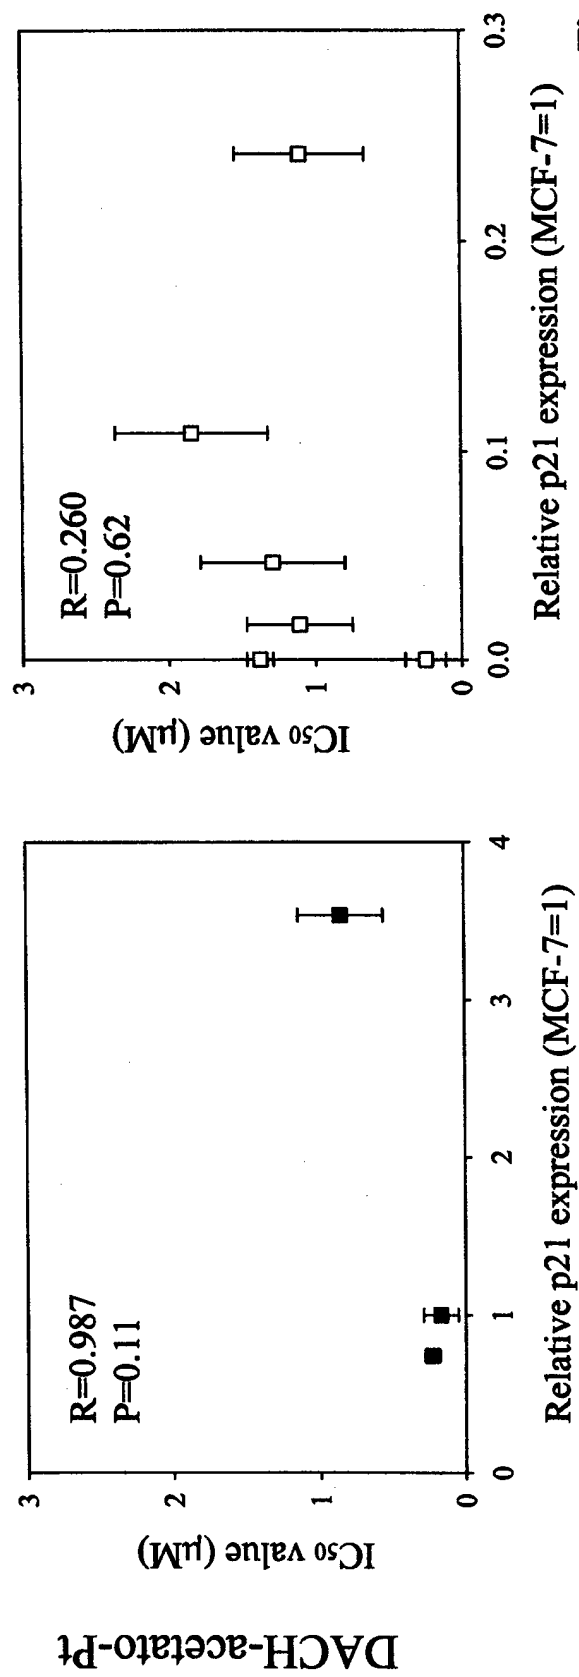 DACH-acetato-Pt
IC50 value (µM)
3
2
1
0
R=0.987
P=0.11
0
1
2
3
4
Relative p21 expression (MCF-7=1)
IC50 value (µM)
3
2
1
0
R=0.260
P=0.62
0.0
0.1
0.2
0.3
Relative p21 expression (MCF-7=1)